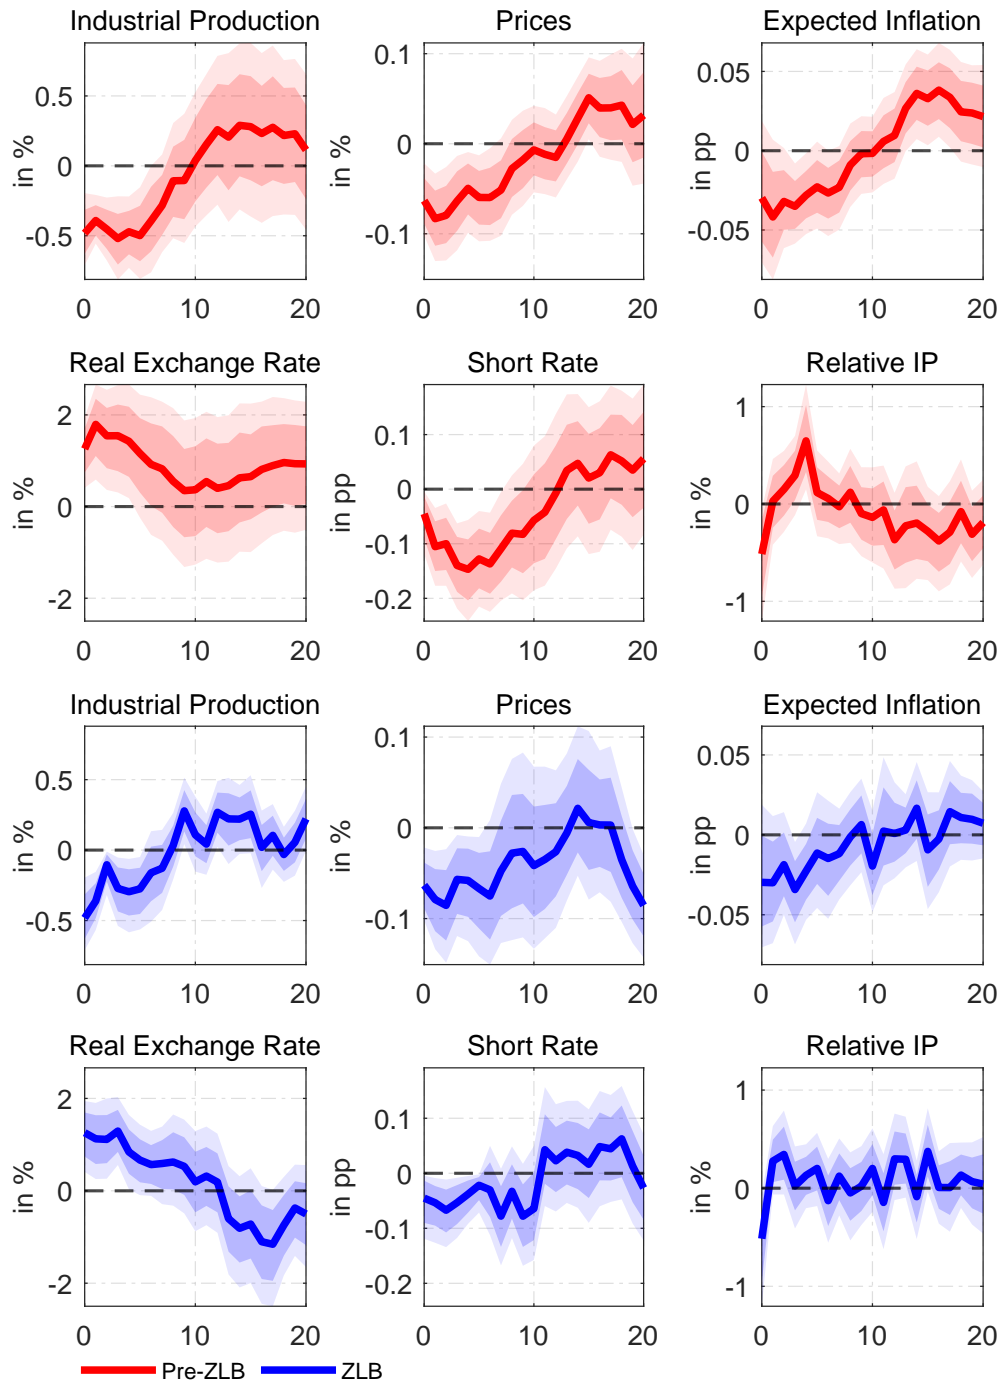 Industrial Production Prices Expected Inflation
in % 0.5 0 -0.5 0 10 20
in % 0.1 0 -0.1 0 10 20
in pp 0.05 0 -0.05 0 10 20
Real Exchange Rate Short Rate Relative IP
in % 2 0 -2 0 10 20
in pp 0.1 0 -0.1 -0.2 0 10 20
in % 1 0 -1 0 10 20
Industrial Production Prices Expected Inflation
in % 0.5 0 -0.5 0 10 20
in % 0.1 0 -0.1 0 10 20
in pp 0.05 0 -0.05 0 10 20
Real Exchange Rate Short Rate Relative IP
in % 2 0 -2 0 10 20
in pp 0.1 0 -0.1 -0.2 0 10 20
in % 1 0 -1 0 10 20
Pre-ZLB ZLB